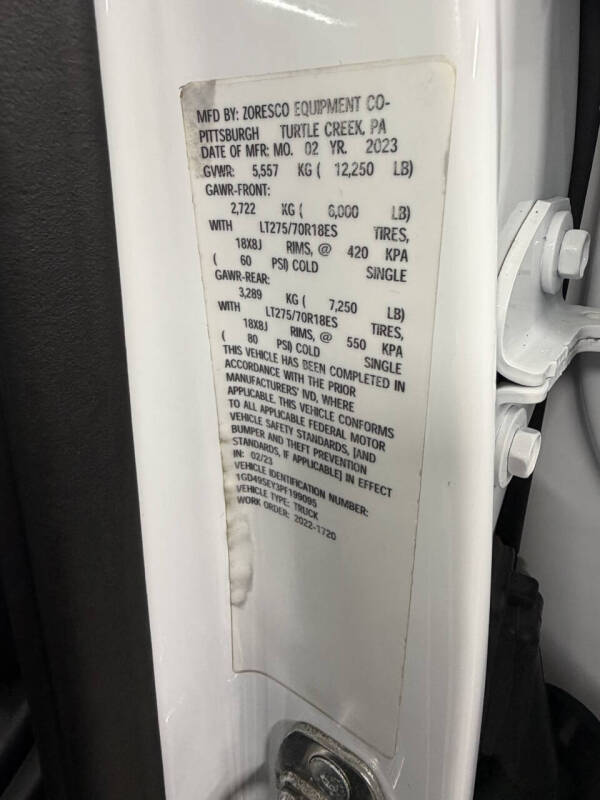 MFD BY: ZORESCO EQUIPMENT CO-
PITTSBURGH TURTLE CREEK, PA
DATE OF MFR: MO. 02 YR. 2023
GVWR: 5,557 KG ( 12,250 LB)
GAWR-FRONT:
2,722 KG ( 6,000 LB)
WITH LT275/70R18ES TIRES,
18X8J RIMS, @ 420 KPA
( 60 PSI) COLD SINGLE
GAWR-REAR:
3,289 KG ( 7,250 LB)
WITH LT275/70R18ES TIRES,
18X8J RIMS, @ 550 KPA
( 80 PSI) COLD SINGLE
THIS VEHICLE HAS BEEN COMPLETED IN
ACCORDANCE WITH THE PRIOR
MANUFACTURERS' IVD, WHERE
APPLICABLE. THIS VEHICLE CONFORMS
TO ALL APPLICABLE FEDERAL MOTOR
VEHICLE SAFETY STANDARDS, [AND
BUMPER AND THEFT PREVENTION
STANDARDS, IF APPLICABLE] IN EFFECT
IN: 02/23
VEHICLE IDENTIFICATION NUMBER:
1GD49SEY3PF199095
VEHICLE TYPE: TRUCK
WORK ORDER: 2022-1720